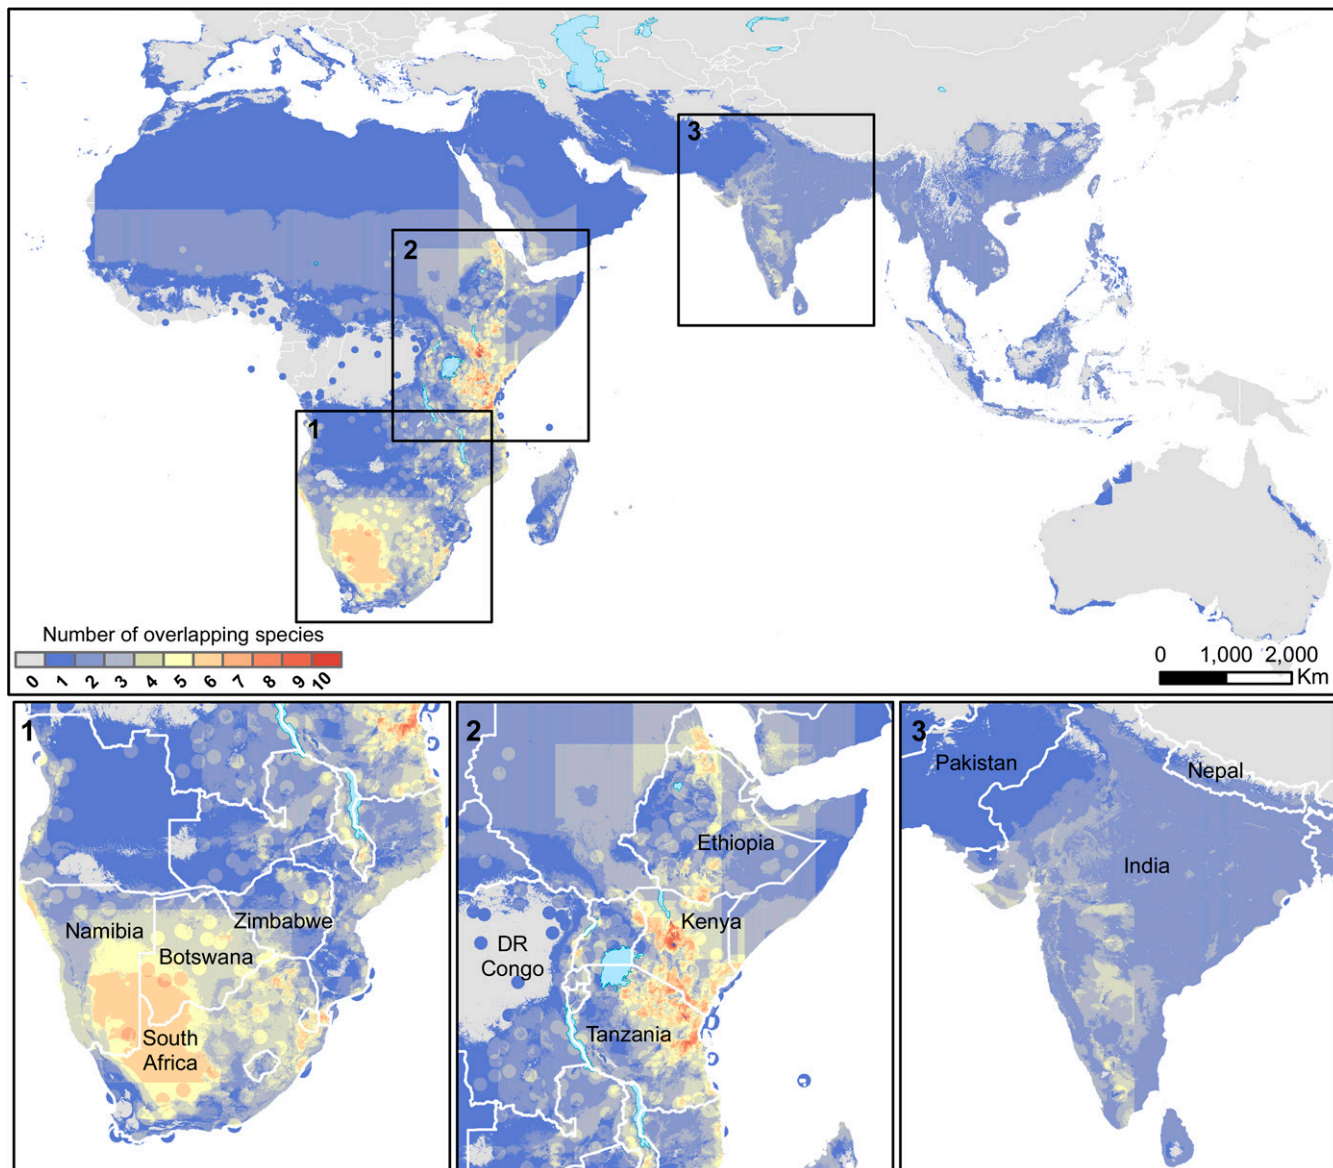 3
2
1
Number of overlapping species
0 1 2 3 4 5 6 7 8 9 10
0 1,000 2,000
Km
1
Namibia
Zimbabwe
Botswana
South
Africa
2
Ethiopia
Kenya
DR
Congo
Tanzania
3
Pakistan
Nepal
India